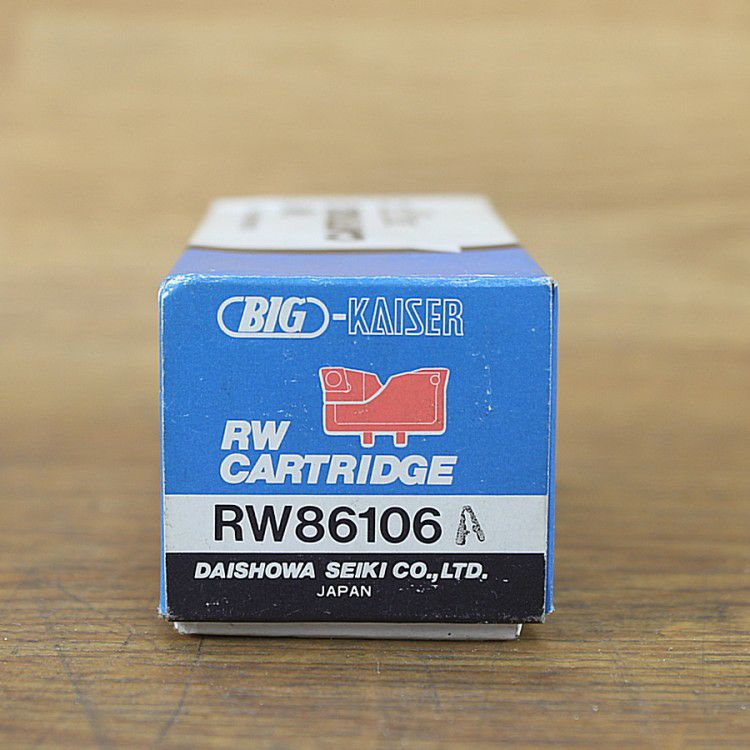 BIG-KAISER
RW
CARTRIDGE
RW86106 A
DAISHOWA SEIKI CO.,LTD.
JAPAN